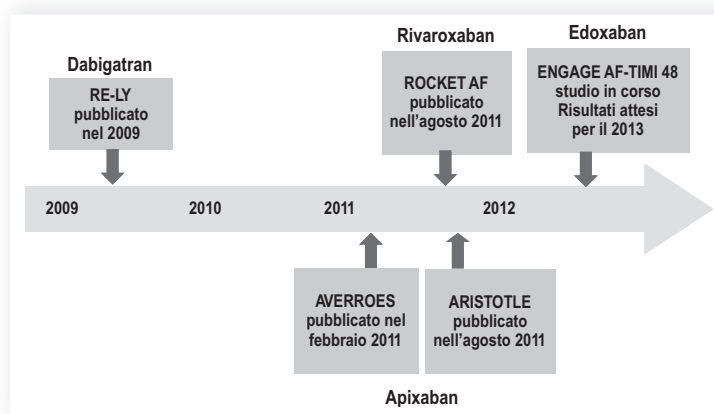 Dabigatran
RE-LY
pubblicato
nel 2009
Rivaroxaban
ROCKET AF
pubblicato
nell'agosto 2011
Edoxaban
ENGAGE AF-TIMI 48
studio in corso
Risultati attesi
per il 2013
2009
2010
2011
2012
AVERROES
pubblicato nel
febbraio 2011
ARISTOTLE
pubblicato
nell'agosto 2011
Apixaban